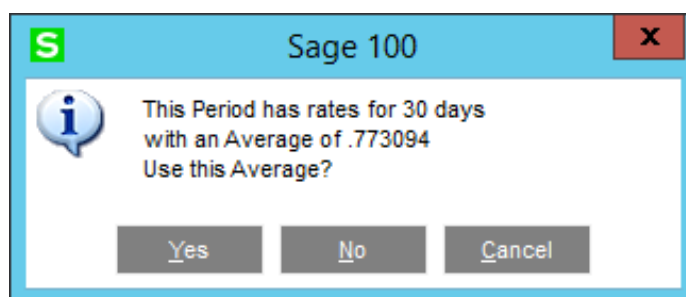 S
Sage 100
x
This Period has rates for 30 days
with an Average of .773094
Use this Average?
Yes
No
Cancel